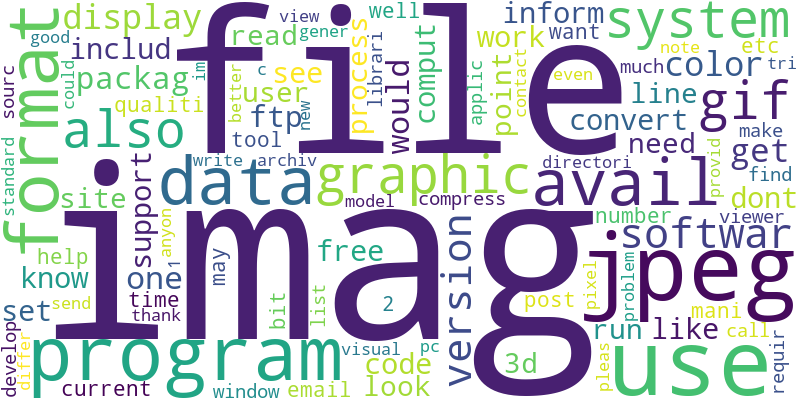 file
imag
format
data
graphic
avail
jpeg
program
use
system
gif
softwar
also
version
display
includ
packag
read
user
ftp
tool
see
process
librari
would
comput
well
view
gener
good
could
sourc
standard
qualiti
better
im
c
new
write
archiv
inform
want
work
point
applic
contact
even
much
note
etc
color
tri
line
convert
need
get
make
find
directori
provid
dont
viewer
number
compress
model
support
site
anyon
help
know
one
may
free
set
send
time
1
thank
bit
list
2
develop
differ
current
window
email
visual
pc
code
look
3d
post
pixel
problem
pleas
run
like
mani
call
requir